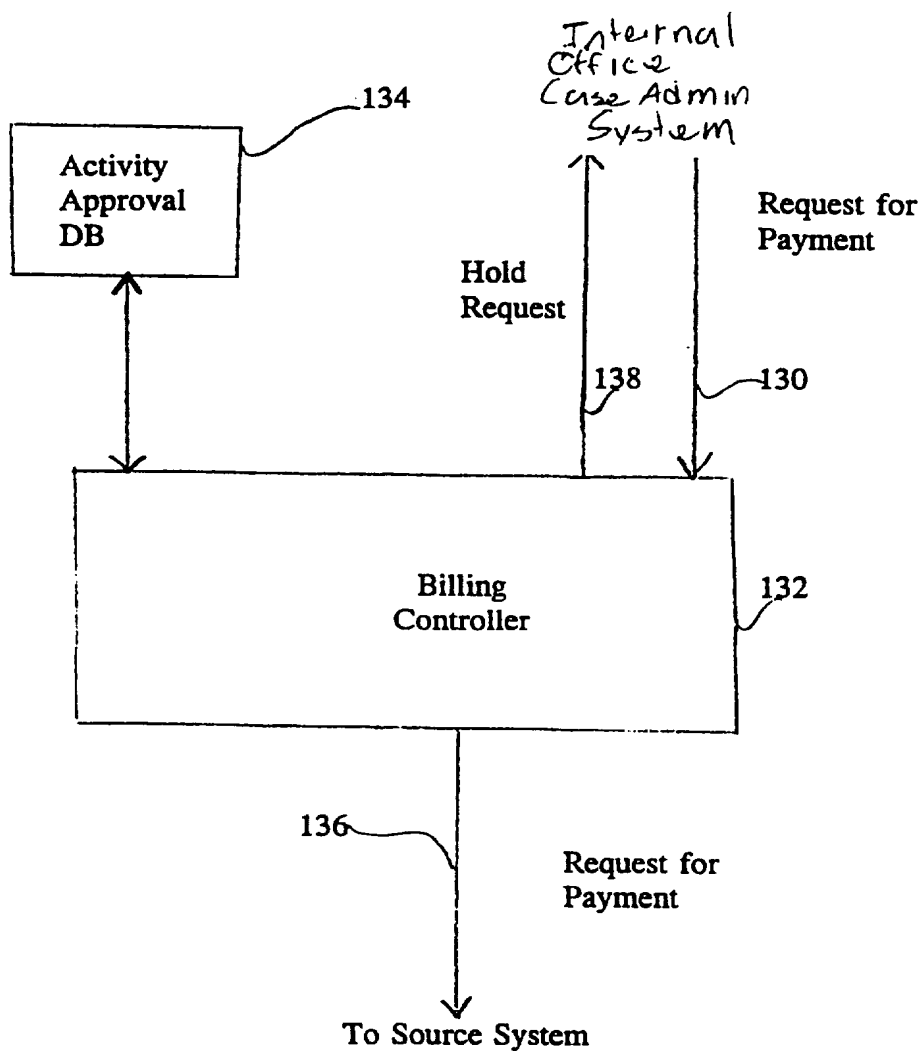 Internal
Office
Case Admin
System
134
Activity
Approval
DB
Request for
Payment
Hold
Request
138
130
Billing
Controller
132
136
Request for
Payment
To Source System